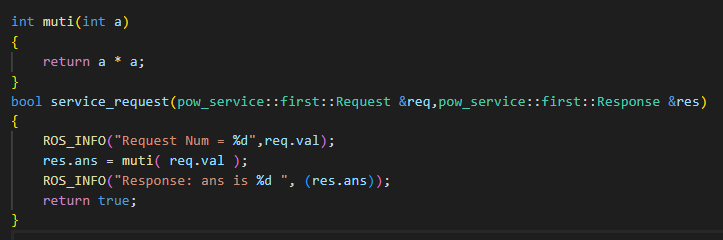 int muti(int a)
{
    return a * a;
}
bool service_request(pow_service::first::Request &req,pow_service::first::Response &res)
{
    ROS_INFO("Request Num = %d",req.val);
    res.ans = muti( req.val );
    ROS_INFO("Response: ans is %d ", (res.ans));
    return true;
}